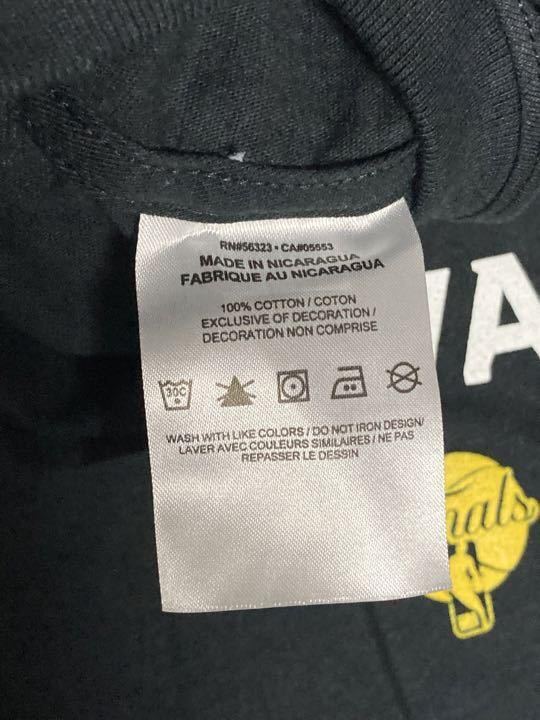 RN#56323 • CA#05553
MADE IN NICARAGUA
FABRIQUE AU NICARAGUA
100% COTTON / COTON
EXCLUSIVE OF DECORATION /
DECORATION NON COMPRISE
30C
WASH WITH LIKE COLORS / DO NOT IRON DESIGN/
LAVER AVEC COULEURS SIMILAIRES / NE PAS
REPASSER LE DESSIN